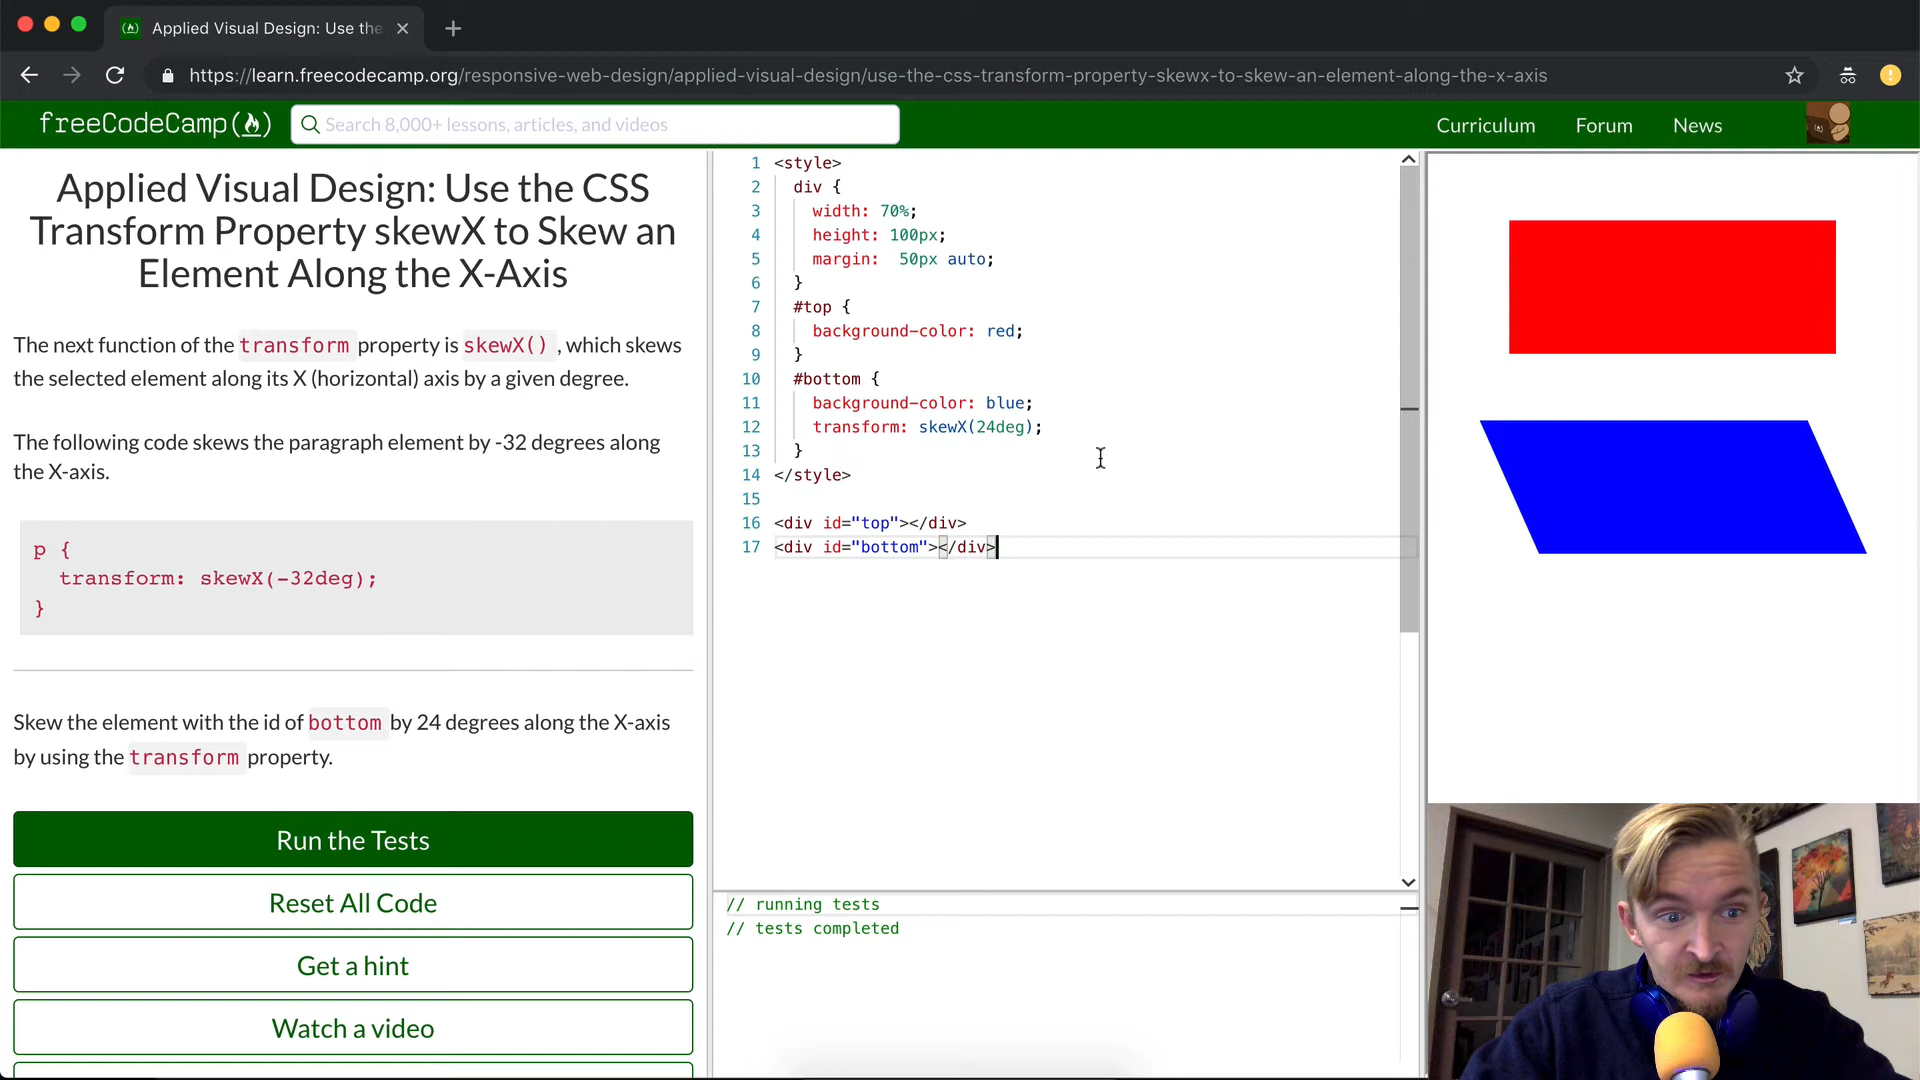 Applied Visual Design: Use the
https://learn.freecodecamp.org/responsive-web-design/applied-visual-design/use-the-css-transform-property-skewx-to-skew-an-element-along-the-x-axis
freeCodeCamp(🔥)
Search 8,000+ lessons, articles, and videos
Curriculum
Forum
News
Applied Visual Design: Use the CSS
Transform Property skewX to Skew an
Element Along the X-Axis
The next function of the transform property is skewX() , which skews
the selected element along its X (horizontal) axis by a given degree.
The following code skews the paragraph element by -32 degrees along
the X-axis.
p {
transform: skewX(-32deg);
}
Skew the element with the id of bottom by 24 degrees along the X-axis
by using the transform property.
Run the Tests
Reset All Code
Get a hint
Watch a video
1 <style>
2 div {
3 width: 70%;
4 height: 100px;
5 margin:  50px auto;
6 }
7 #top {
8 background-color: red;
9 }
10 #bottom {
11 background-color: blue;
12 transform: skewX(24deg);
13 }
14 </style>
15
16 <div id="top"></div>
17 <div id="bottom"></div>
// running tests
// tests completed